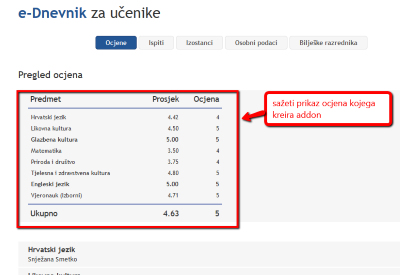 e-Dnevnik za učenike
Ocjene Ispiti Izostanci Osobni podaci Bilješke razrednika
Pregled ocjena
Predmet Prosjek Ocjena
Hrvatski jezik 4.42 4
Likovna kultura 4.50 5
Glazbena kultura 5.00 5
Matematika 3.50 4
Priroda i društvo 3.75 4
Tjelesna i zdravstvena kultura 4.80 5
Engleski jezik 5.00 5
Vjeronauk (Izborni) 4.71 5
Ukupno 4.63 5
sažeti prikaz ocjena kojega
kreira addon
Hrvatski jezik
Snježana Smetko
Likovna kultura